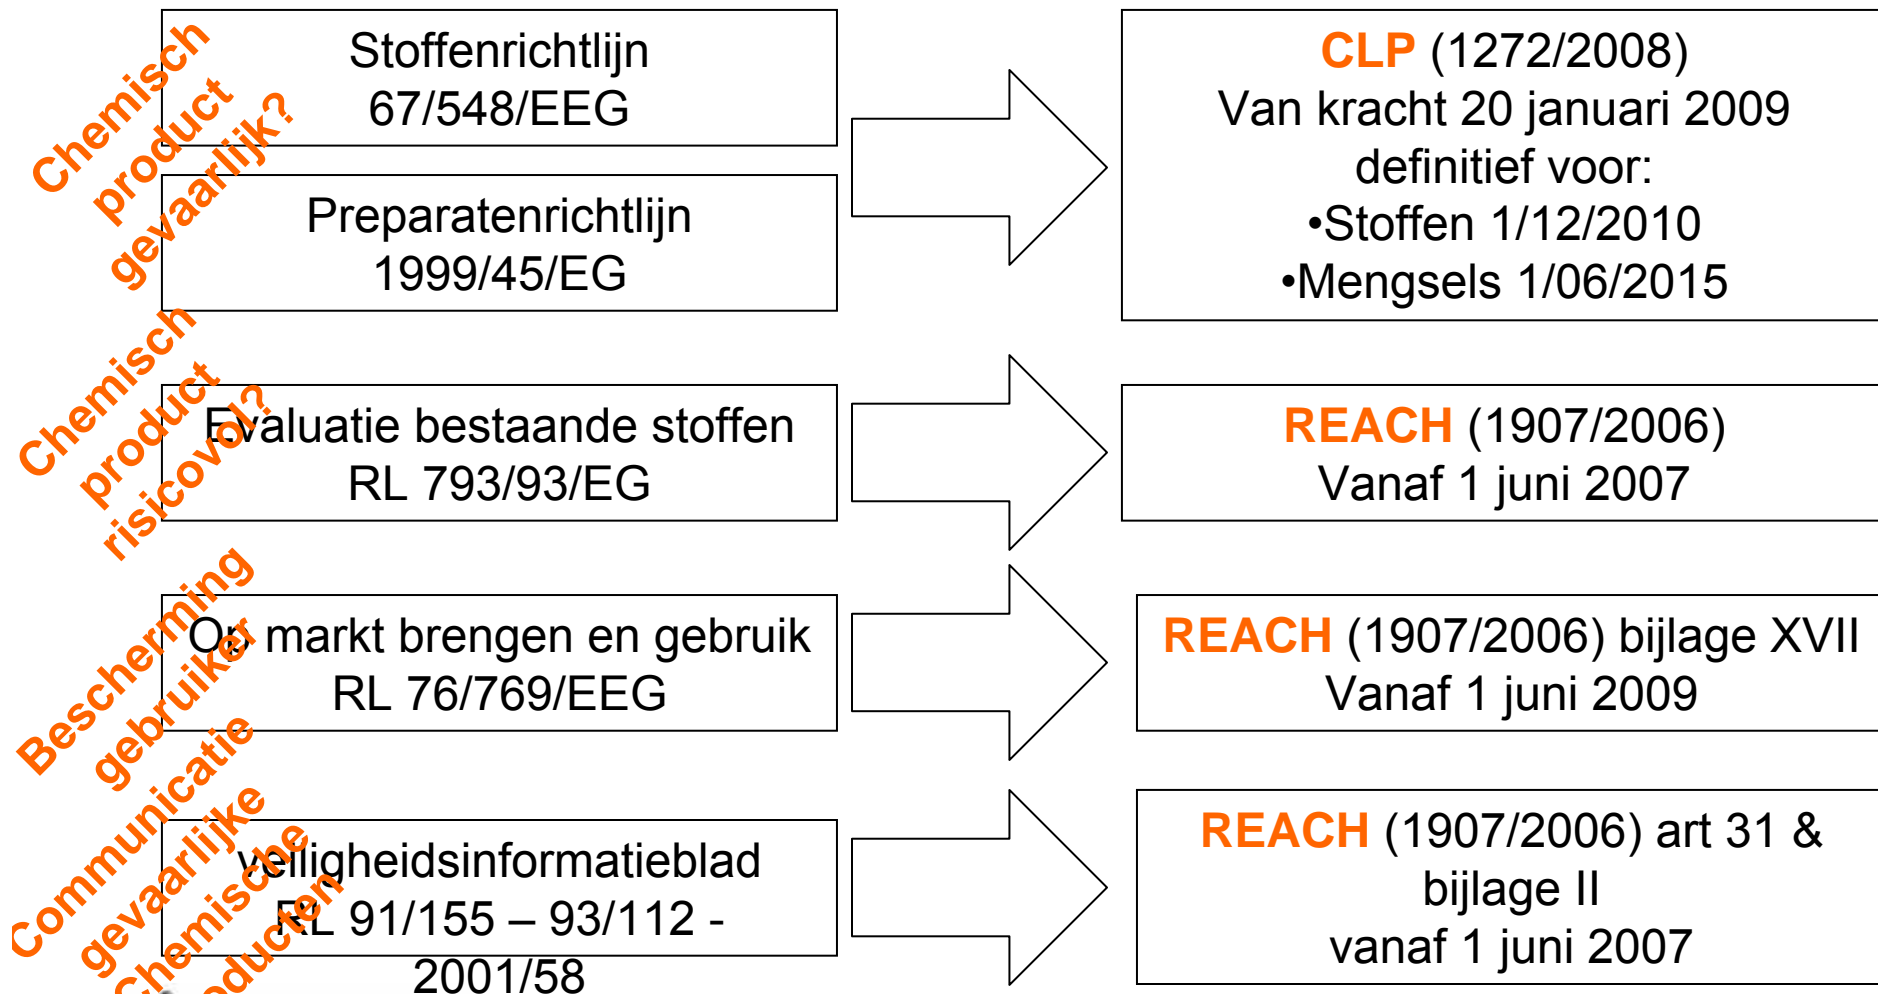 Chemisch
product
gevaarlijk?
Stoffenrichtlijn
67/548/EEG
Preparatenrichtlijn
1999/45/EG
CLP (1272/2008)
Van kracht 20 januari 2009
definitief voor:
•Stoffen 1/12/2010
•Mengsels 1/06/2015
Chemisch
product
risicovol?
Evaluatie bestaande stoffen
RL 793/93/EG
REACH (1907/2006)
Vanaf 1 juni 2007
Bescherming
gebruiker
Op markt brengen en gebruik
RL 76/769/EEG
REACH (1907/2006) bijlage XVII
Vanaf 1 juni 2009
Communicatie
gevaarlijke
Chemische
producten
veiligheidsinformatieblad
RL 91/155 – 93/112 -
2001/58
REACH (1907/2006) art 31 &
bijlage II
vanaf 1 juni 2007